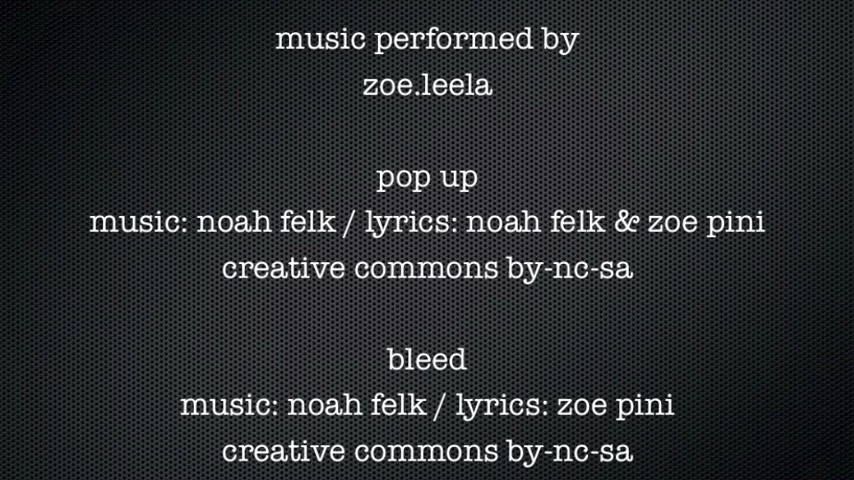 music performed by
zoe.leela
pop up
music: noah felk / lyrics: noah felk & zoe pini
creative commons by-nc-sa
bleed
music: noah felk / lyrics: zoe pini
creative commons by-nc-sa